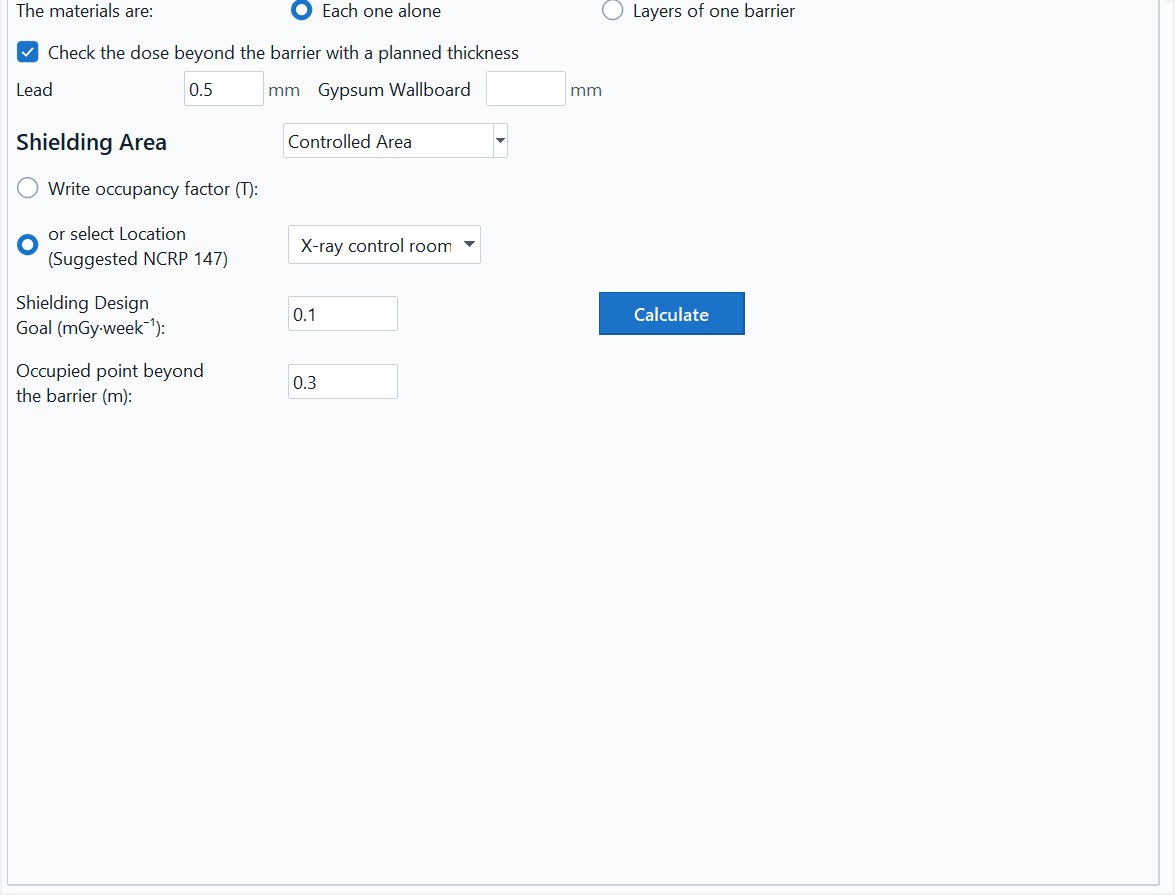 The materials are: Each one alone Layers of one barrier
Check the dose beyond the barrier with a planned thickness
Lead 0.5 mm Gypsum Wallboard mm
Shielding Area Controlled Area
Write occupancy factor (T):
or select Location
(Suggested NCRP 147)
X-ray control room
Shielding Design
Goal (mGy·week⁻¹):
0.1
Calculate
Occupied point beyond
the barrier (m):
0.3